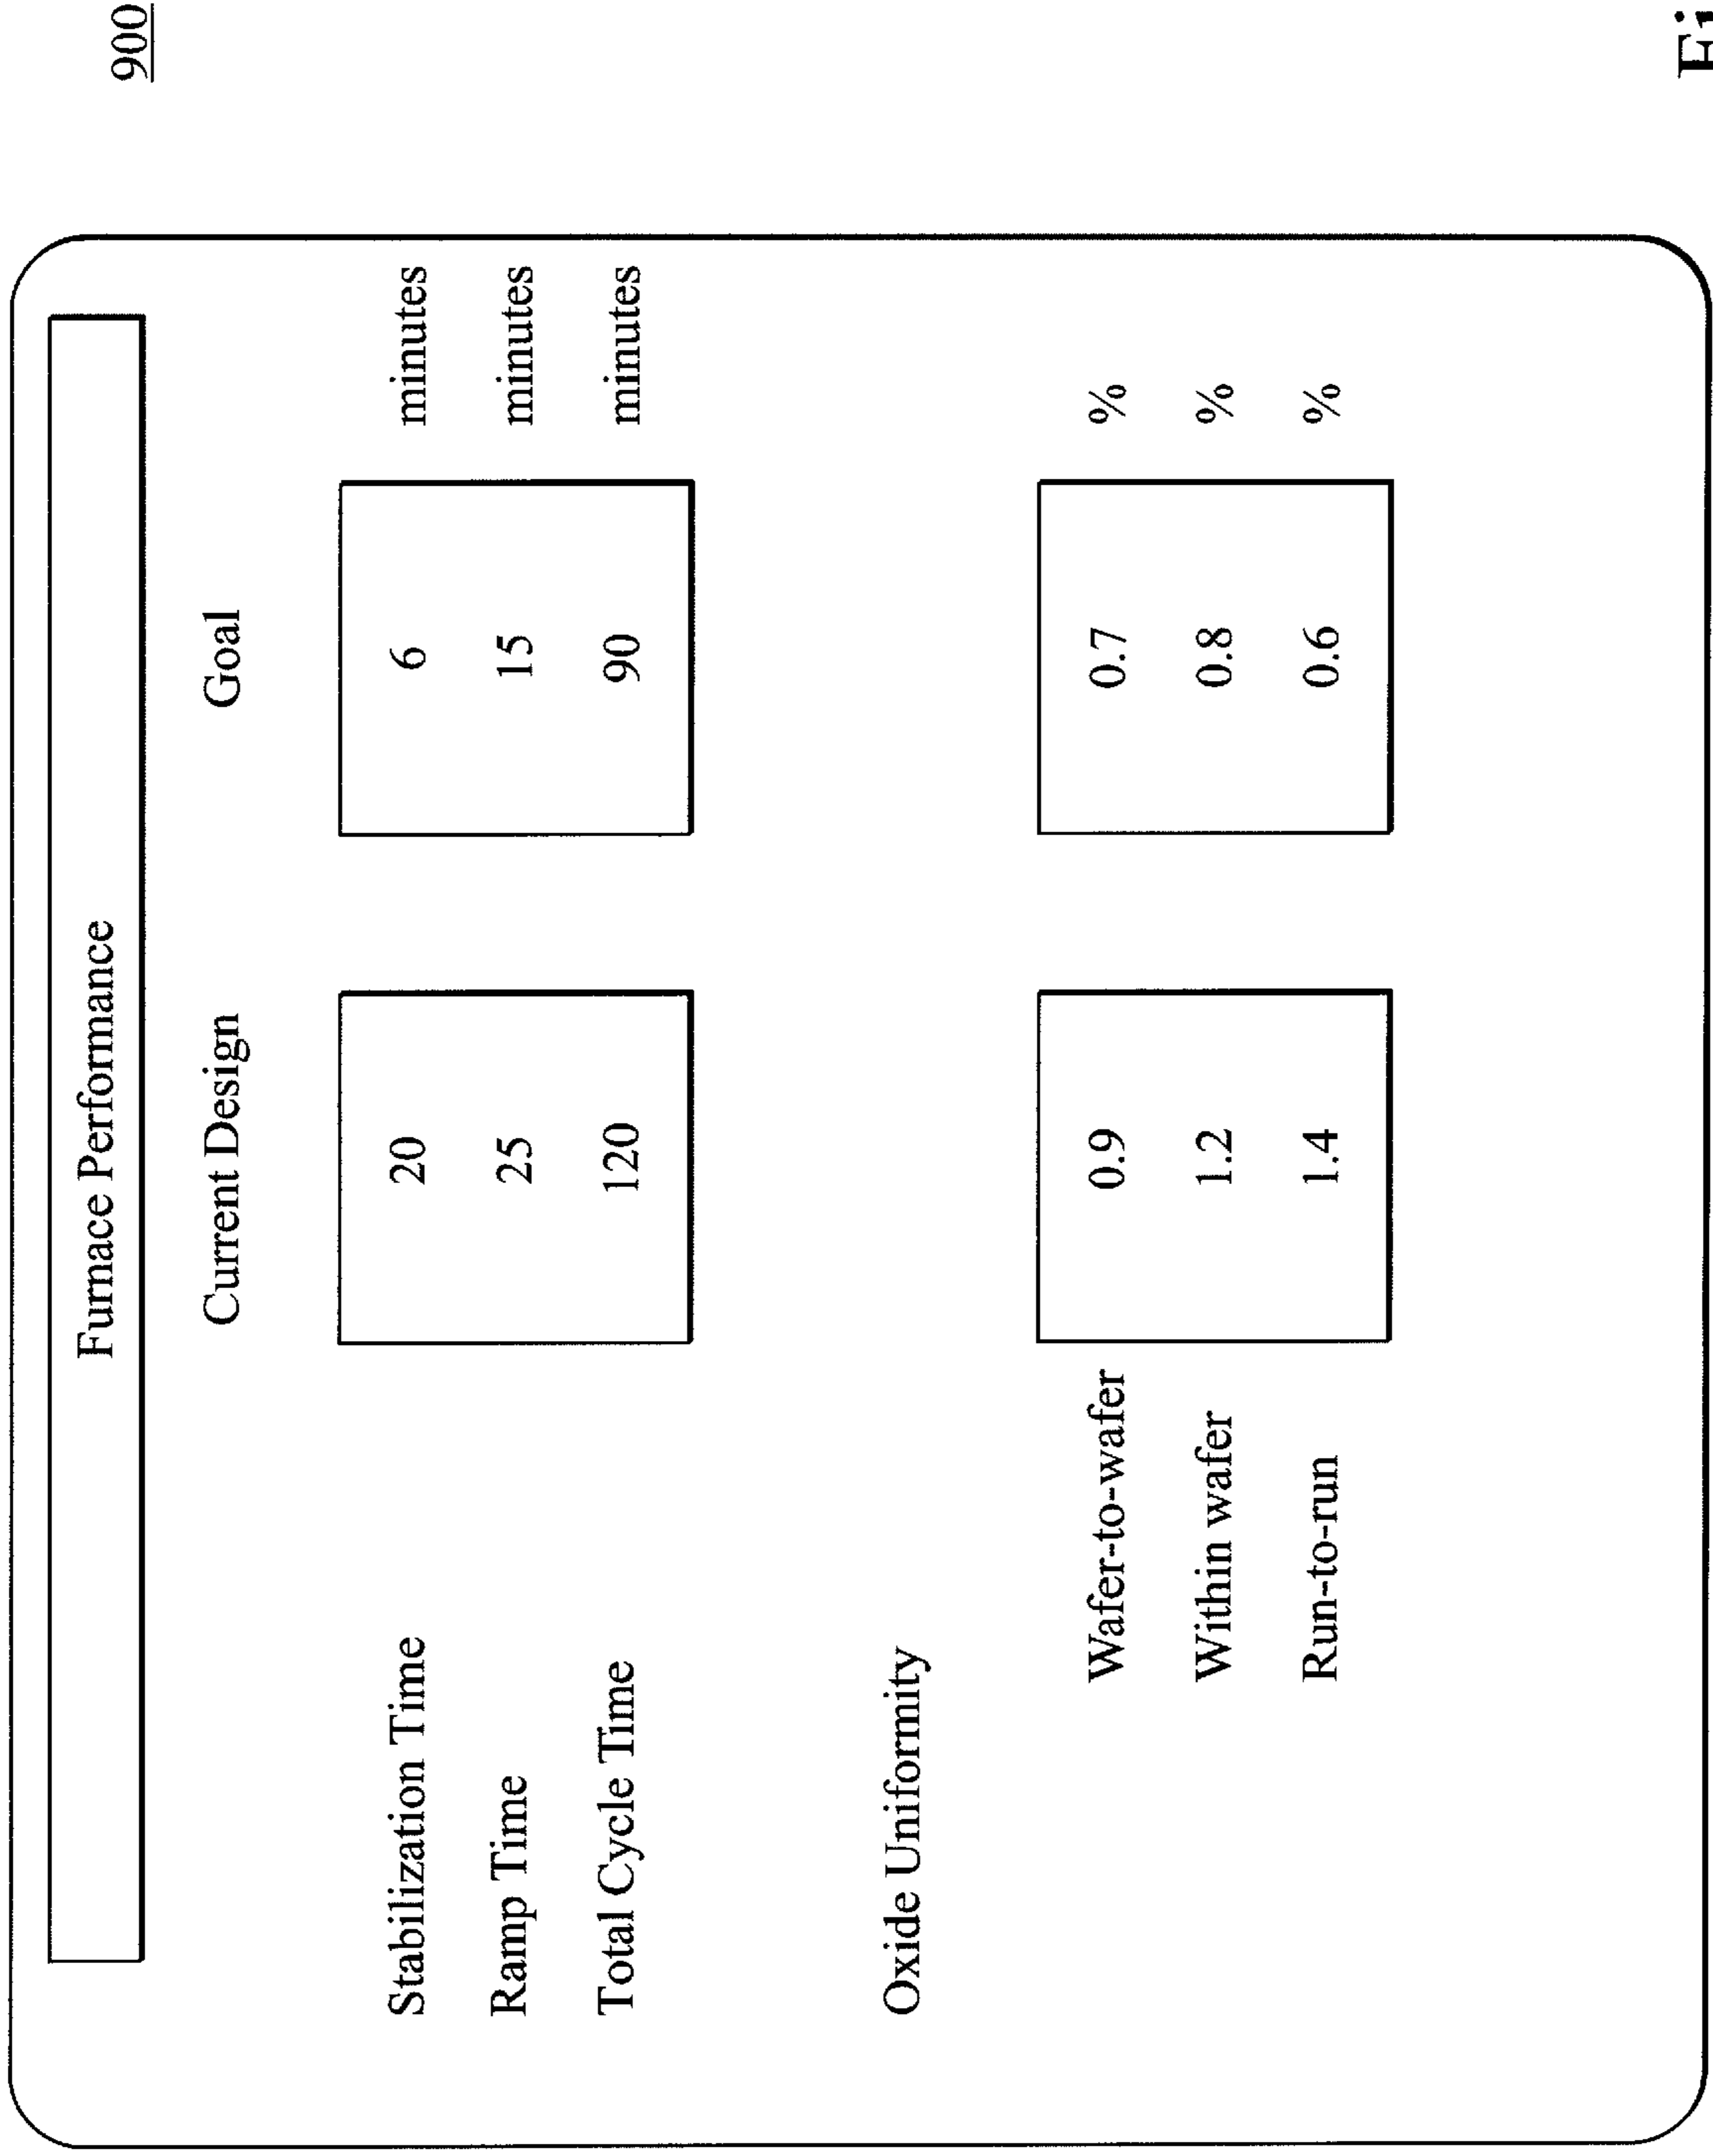 900
Furnace Performance
Current Design Goal
Stabilization Time 20 6 minutes
Ramp Time 25 15 minutes
Total Cycle Time 120 90 minutes
Oxide Uniformity
Wafer-to-wafer 0.9 0.7 %
Within wafer 1.2 0.8 %
Run-to-run 1.4 0.6 %